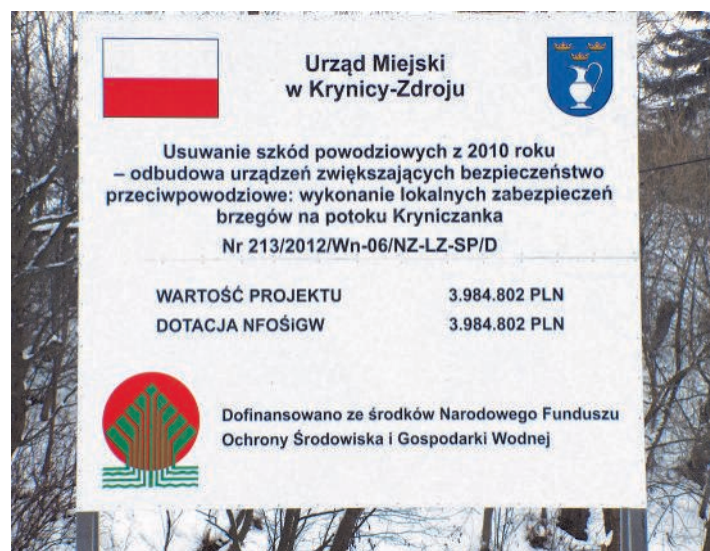 Urząd Miejski
w Krynicy-Zdroju
Usuwanie szkód powodziowych z 2010 roku
– odbudowa urządzeń zwiększających bezpieczeństwo
przeciwpowodziowe: wykonanie lokalnych zabezpieczeń
brzegów na potoku Kryniczanka
Nr 213/2012/Wn-06/NZ-LZ-SP/D
WARTOŚĆ PROJEKTU 3.984.802 PLN
DOTACJA NFOŚiGW 3.984.802 PLN
Dofinansowano ze środków Narodowego Funduszu
Ochrony Środowiska i Gospodarki Wodnej